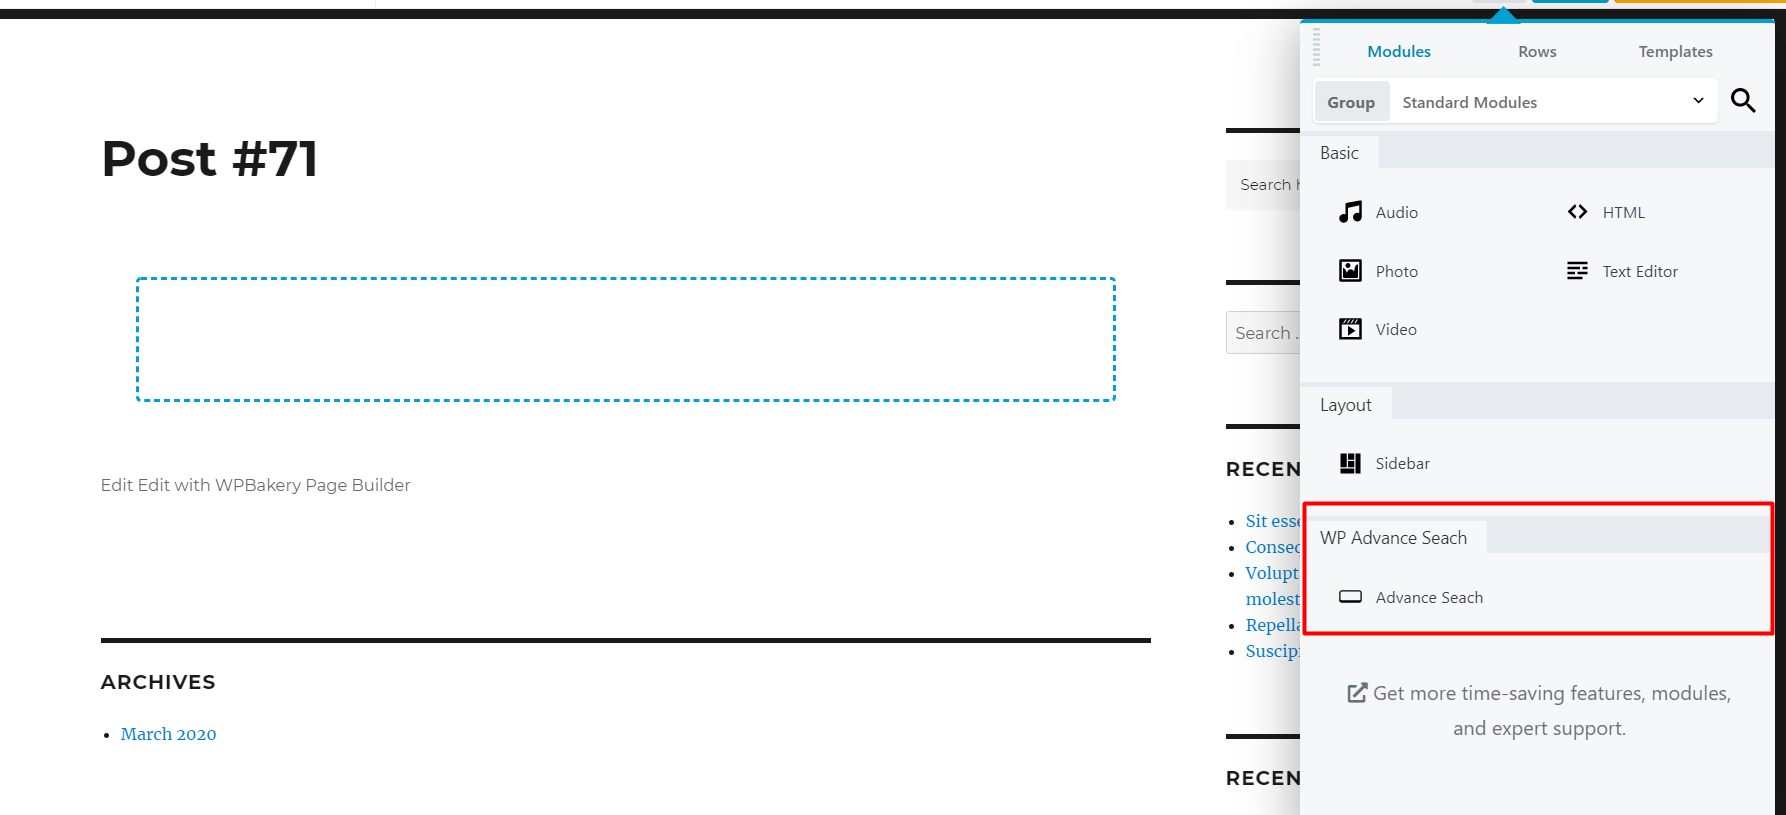 Post #71
Edit Edit with WPBakery Page Builder
ARCHIVES
March 2020
Search
Search ..
RECEN
Sit esse
Conseq
Volupt
molest
Repella
Suscipi
RECEN
Modules Rows Templates
Group Standard Modules
Basic
Audio HTML
Photo Text Editor
Video
Layout
Sidebar
WP Advance Seach
Advance Seach
Get more time-saving features, modules,
and expert support.